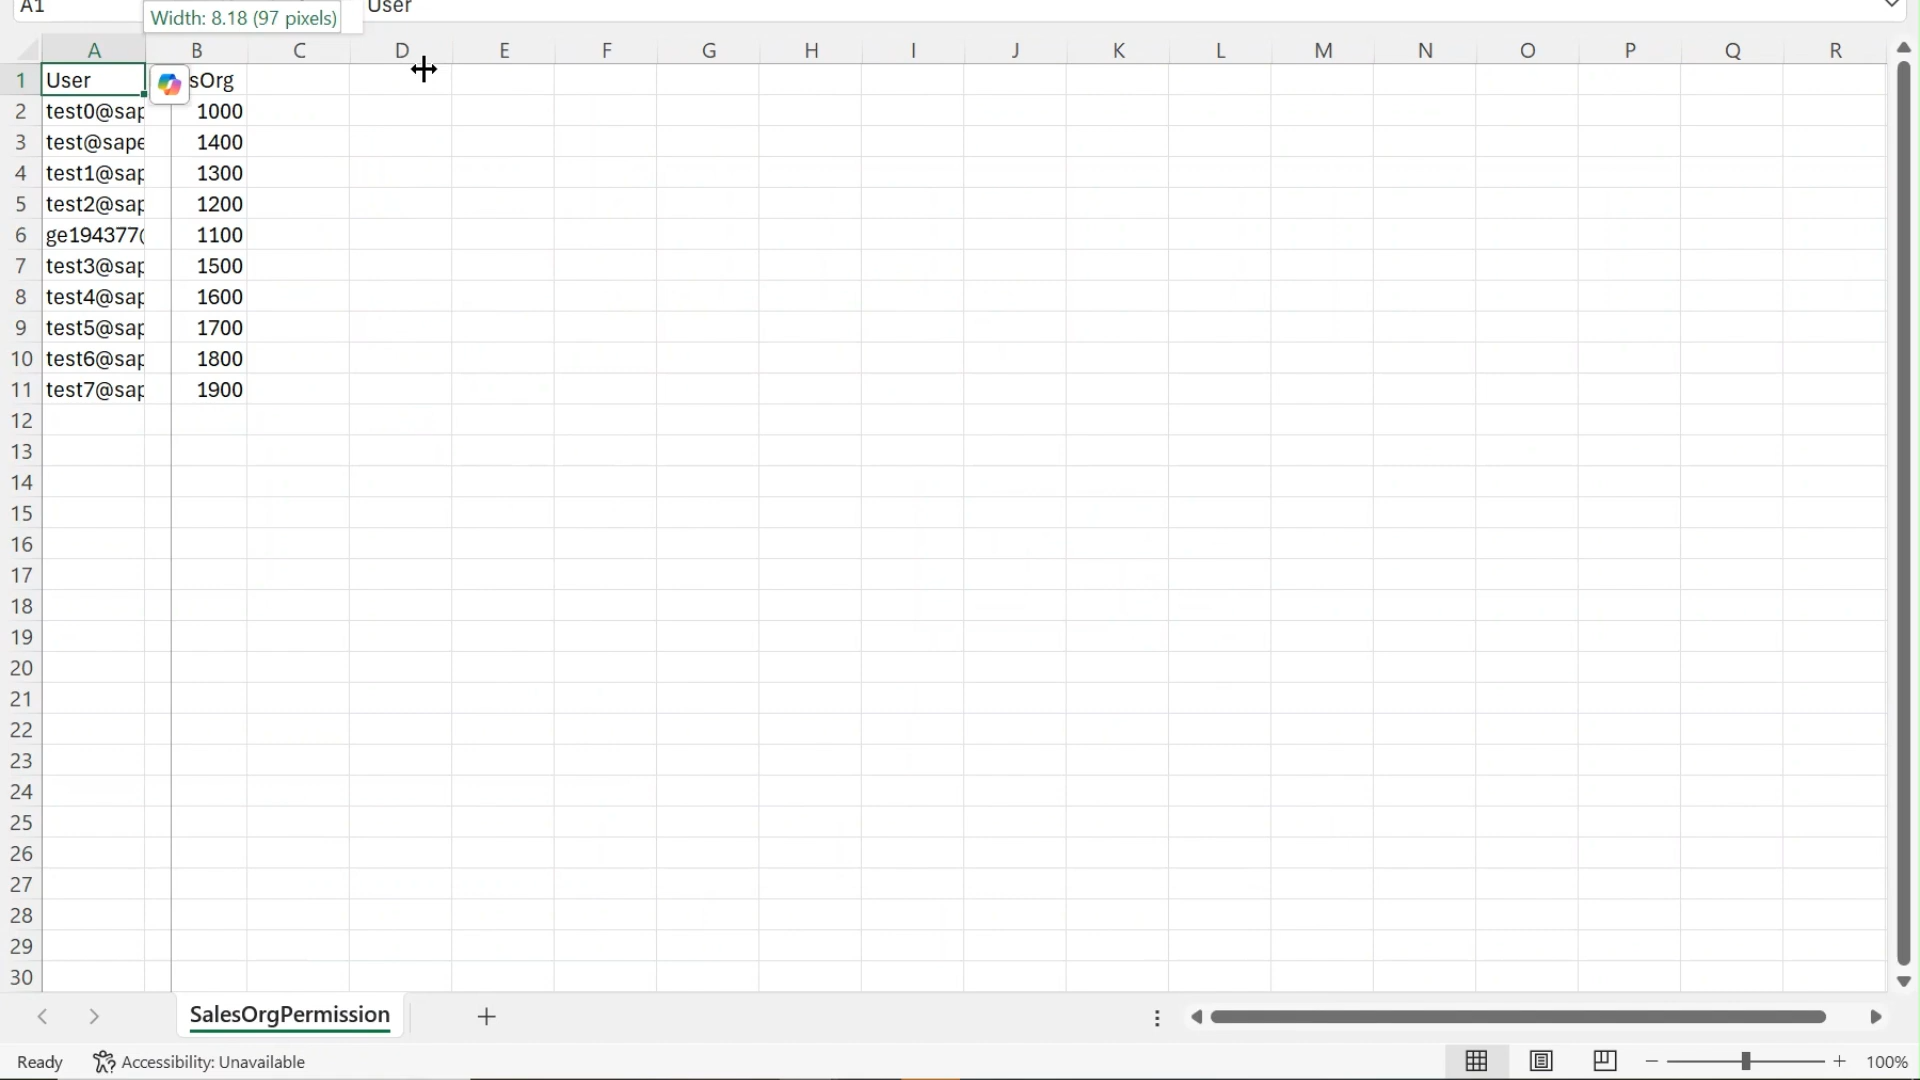 A1 User
Width: 8.18 (97 pixels)
A B C D E F G H I J K L M N O P Q R
1 User sOrg
2 test0@sap 1000
3 test@sape 1400
4 test1@sap 1300
5 test2@sap 1200
6 ge194377@ 1100
7 test3@sap 1500
8 test4@sap 1600
9 test5@sap 1700
10 test6@sap 1800
11 test7@sap 1900
12
13
14
15
16
17
18
19
20
21
22
23
24
25
26
27
28
29
30
SalesOrgPermission
Ready Accessibility: Unavailable 100%